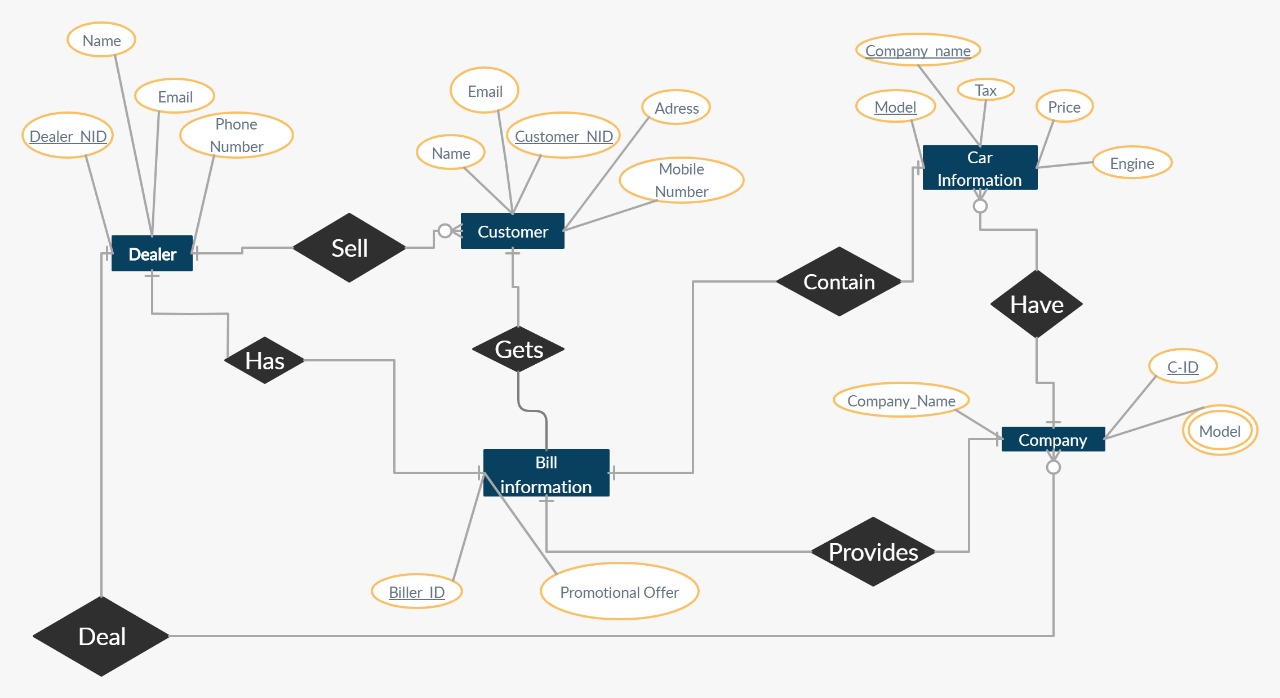 Name
Email
Dealer_NID
Phone
Number
Dealer
Sell
Email
Name
Customer_NID
Adress
Mobile
Number
Customer
Company_name
Tax
Model
Price
Engine
Car
Information
Contain
Have
Has
Gets
C-ID
Company_Name
Model
Company
Bill
information
Provides
Biller_ID
Promotional Offer
Deal